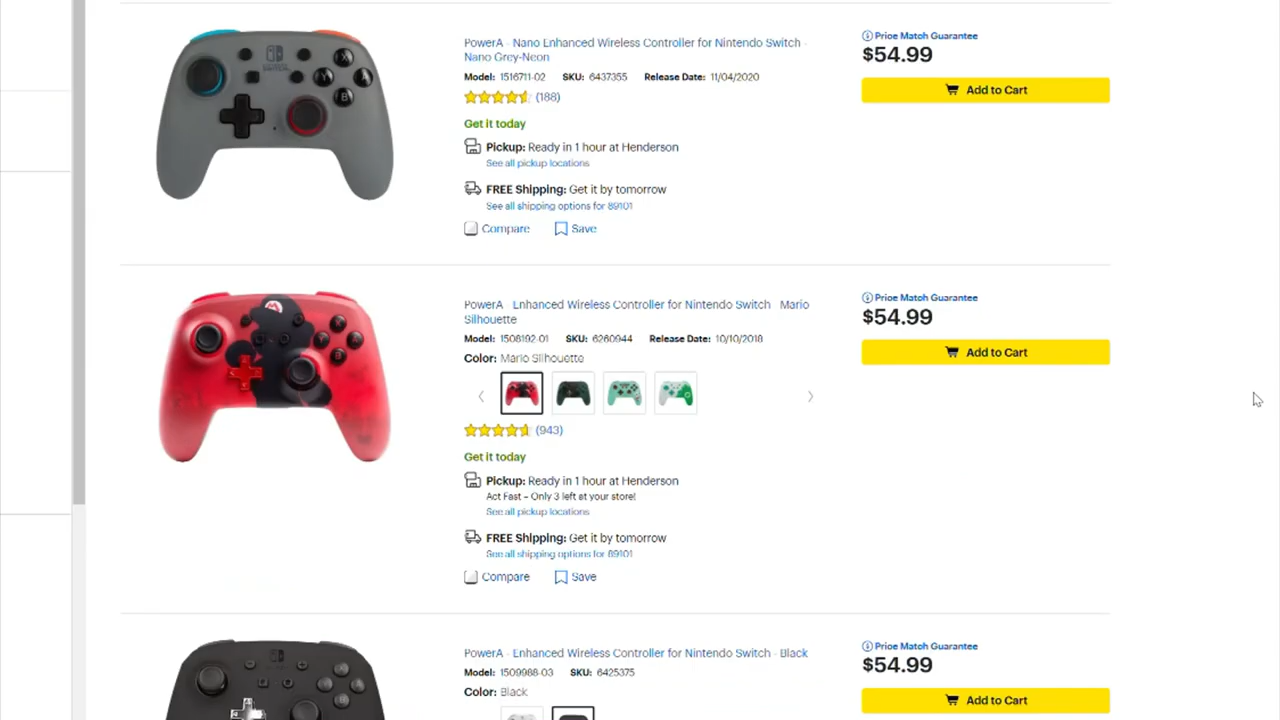 PowerA - Nano Enhanced Wireless Controller for Nintendo Switch -
Nano Grey-Neon
Model: 1516711-02 SKU: 6437355 Release Date: 11/04/2020
(188)
Get it today
Pickup: Ready in 1 hour at Henderson
See all pickup locations
FREE Shipping: Get it by tomorrow
See all shipping options for 89101
Compare Save
Price Match Guarantee
$54.99
Add to Cart
X
Y
A
B
PowerA - Enhanced Wireless Controller for Nintendo Switch - Mario
Silhouette
Model: 1508192-01 SKU: 6260944 Release Date: 10/10/2018
Color: Mario Silhouette
(943)
Get it today
Pickup: Ready in 1 hour at Henderson
Act Fast – Only 3 left at your store!
See all pickup locations
FREE Shipping: Get it by tomorrow
See all shipping options for 89101
Compare Save
Price Match Guarantee
$54.99
Add to Cart
M
PowerA - Enhanced Wireless Controller for Nintendo Switch - Black
Model: 1509988-03 SKU: 6425375
Color: Black
Price Match Guarantee
$54.99
Add to Cart